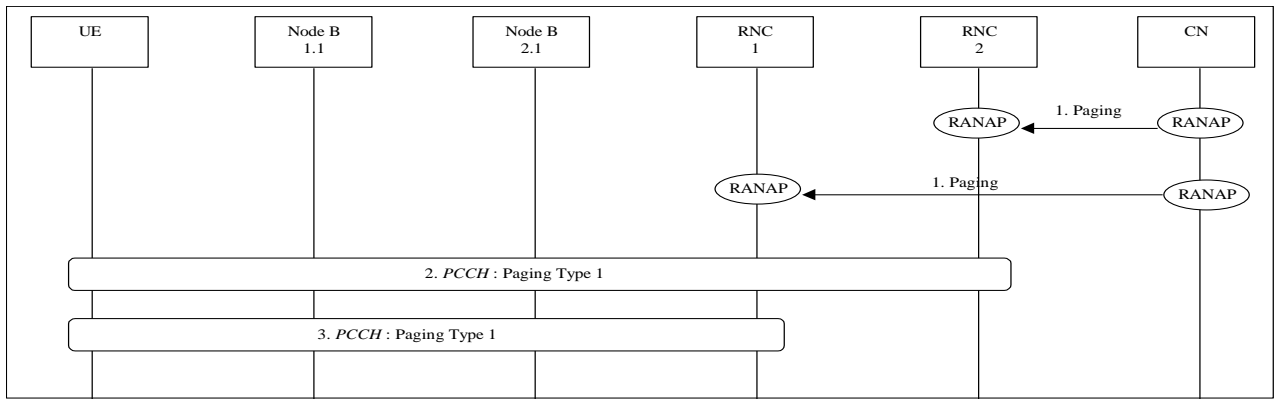 UE
Node B
1.1
Node B
2.1
RNC
1
RNC
2
CN
1. Paging
RANAP
RANAP
1. Paging
RANAP
RANAP
2. PCCH : Paging Type 1
3. PCCH : Paging Type 1